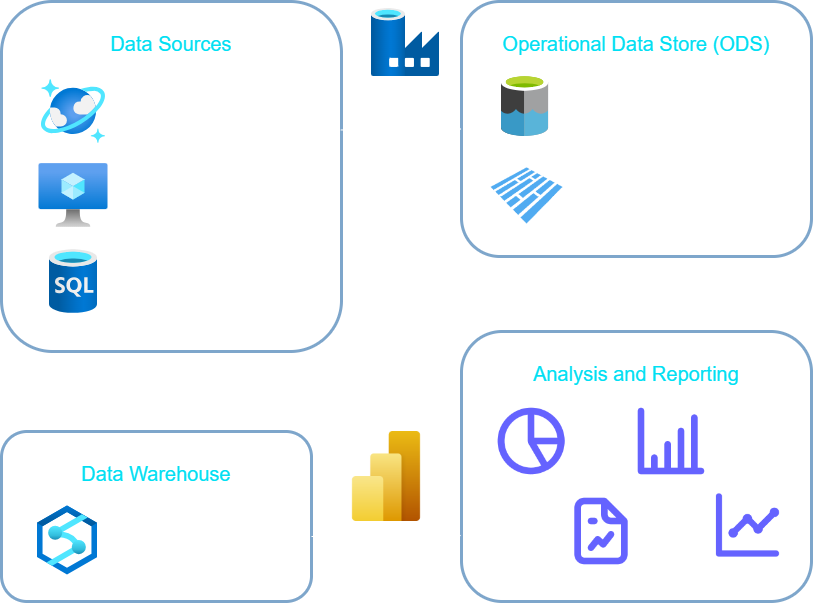 Data Sources
Operational Data Store (ODS)
SQL
Analysis and Reporting
Data Warehouse